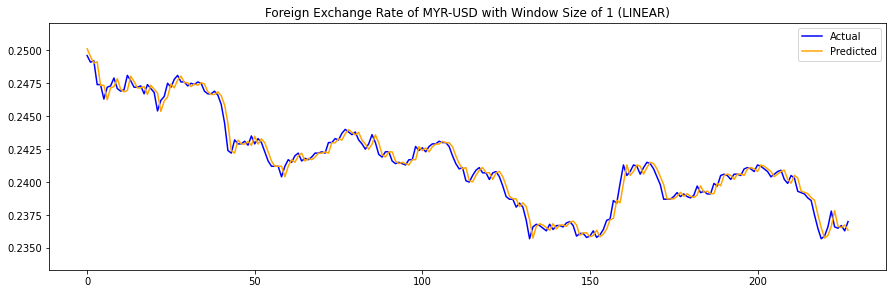 Foreign Exchange Rate of MYR-USD with Window Size of 1 (LINEAR)
Actual
Predicted
0.2500
0.2475
0.2450
0.2425
0.2400
0.2375
0.2350
0 50 100 150 200